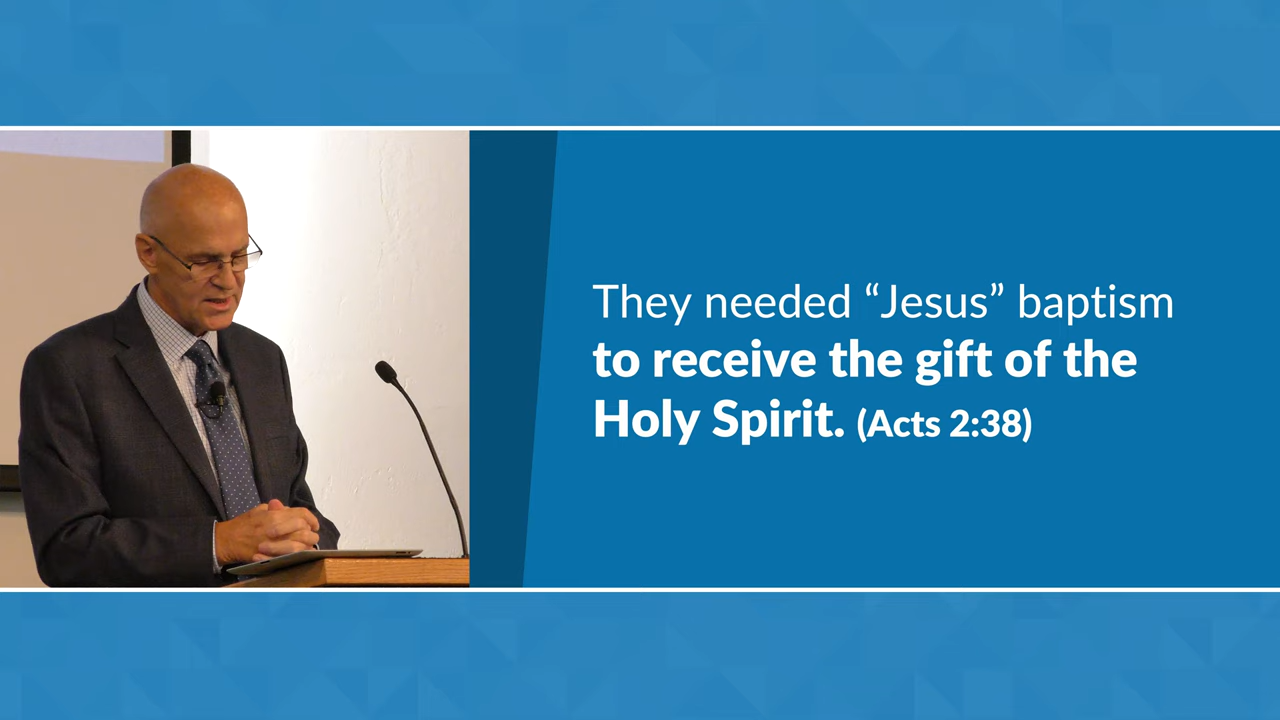 They needed “Jesus” baptism
to receive the gift of the
Holy Spirit. (Acts 2:38)